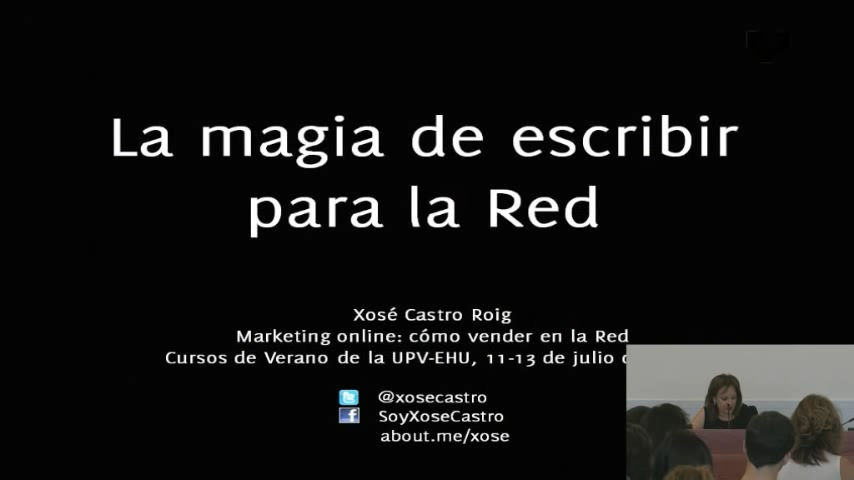 La magia de escribir
para la Red
Xosé Castro Roig
Marketing online: cómo vender en la Red
Cursos de Verano de la UPV-EHU, 11-13 de julio
@xosecastro
SoyXoseCastro
about.me/xose